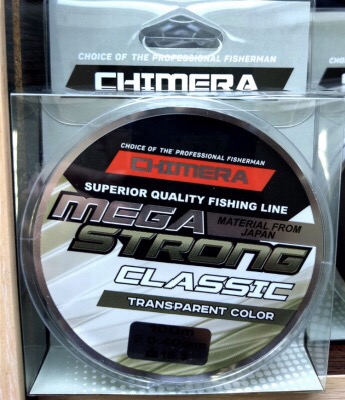 CHOICE OF THE PROFESSIONAL FISHERMAN
CHIMERA
CHOICE OF THE PROFESSIONAL FISHERMAN
CHIMERA
SUPERIOR QUALITY FISHING LINE
MEGA
MATERIAL FROM
JAPAN
STRONG
CLASSIC
TRANSPARENT COLOR